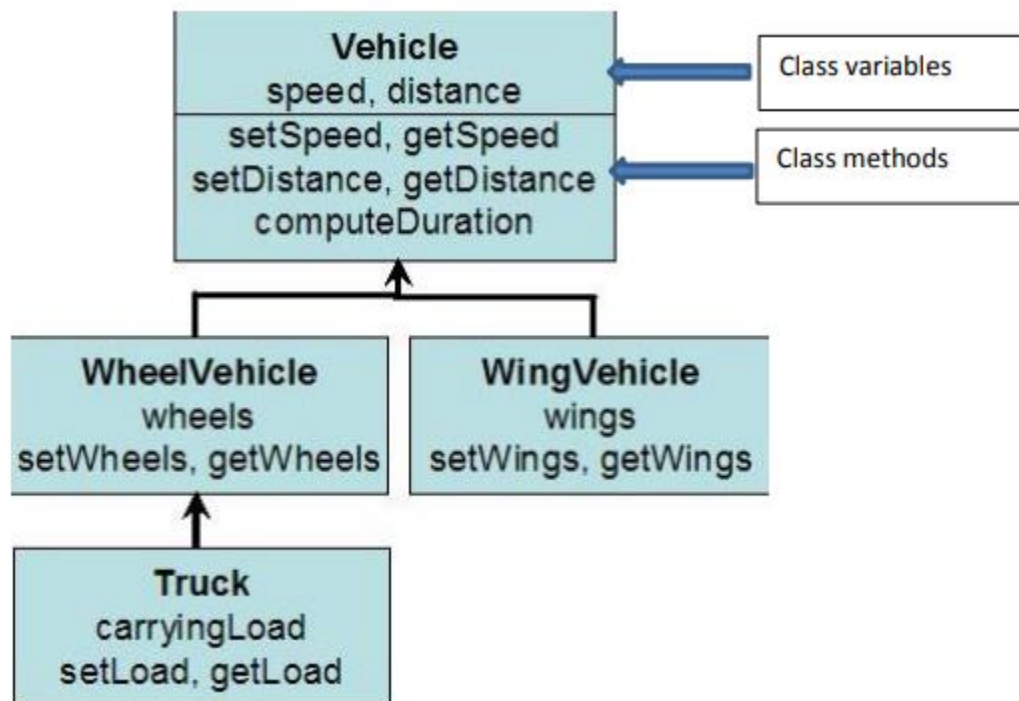 Vehicle
speed, distance
setSpeed, getSpeed
setDistance, getDistance
computeDuration
Class variables
Class methods
WheelVehicle
wheels
setWheels, getWheels
WingVehicle
wings
setWings, getWings
Truck
carryingLoad
setLoad, getLoad